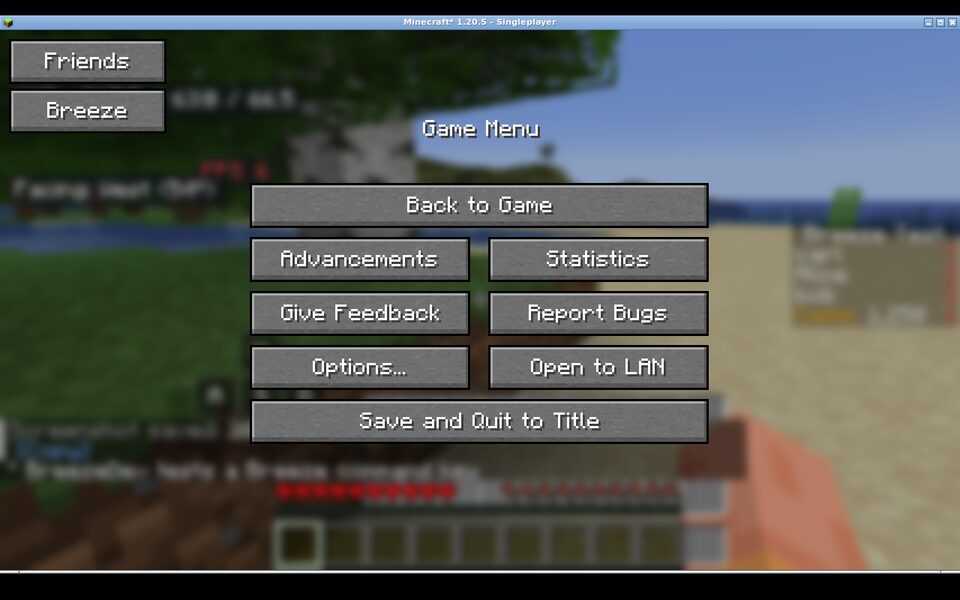 Minecraft* 1.20.5 - Singleplayer
Friends
Breeze
Game Menu
Back to Game
Advancements
Statistics
Give Feedback
Report Bugs
Options...
Open to LAN
Save and Quit to Title